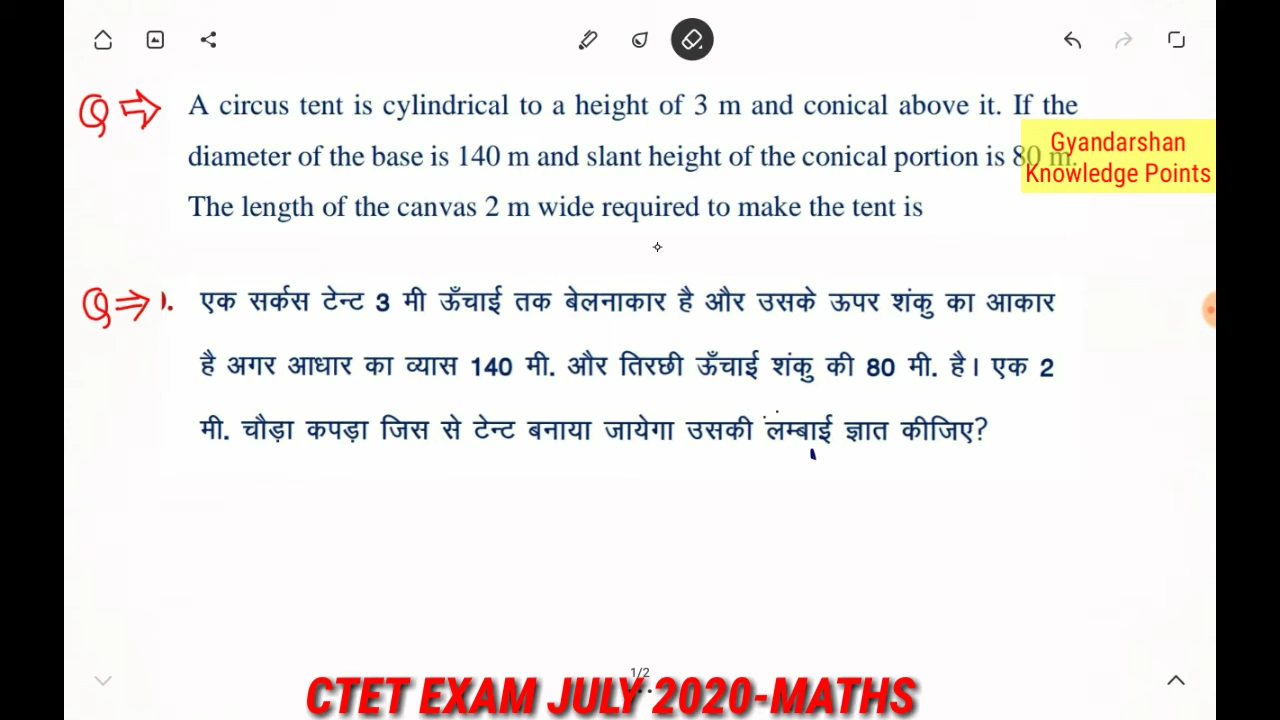 Q ⇒ A circus tent is cylindrical to a height of 3 m and conical above it. If the
diameter of the base is 140 m and slant height of the conical portion is 80 m.
Gyandarshan
Knowledge Points
The length of the canvas 2 m wide required to make the tent is
Q ⇒ 1. एक सर्कस टेन्ट 3 मी ऊँचाई तक बेलनाकार है और उसके ऊपर शंकु का आकार
है अगर आधार का व्यास 140 मी. और तिरछी ऊँचाई शंकु की 80 मी. है। एक 2
मी. चौड़ा कपड़ा जिस से टेन्ट बनाया जायेगा उसकी लम्बाई ज्ञात कीजिए?
1/2
CTET EXAM JULY 2020-MATHS